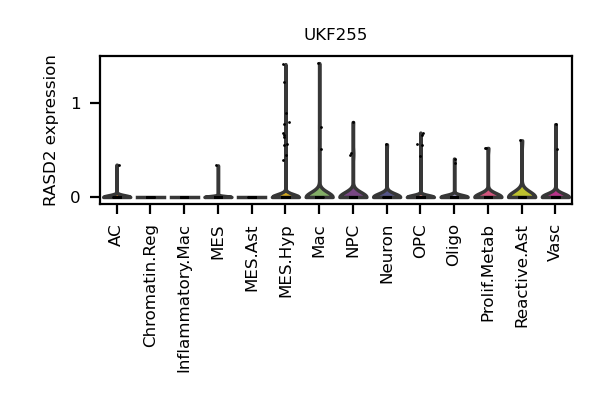 UKF255
RASD2 expression
1
0
AC
Chromatin.Reg
Inflammatory.Mac
MES
MES.Ast
MES.Hyp
Mac
NPC
Neuron
OPC
Oligo
Prolif.Metab
Reactive.Ast
Vasc